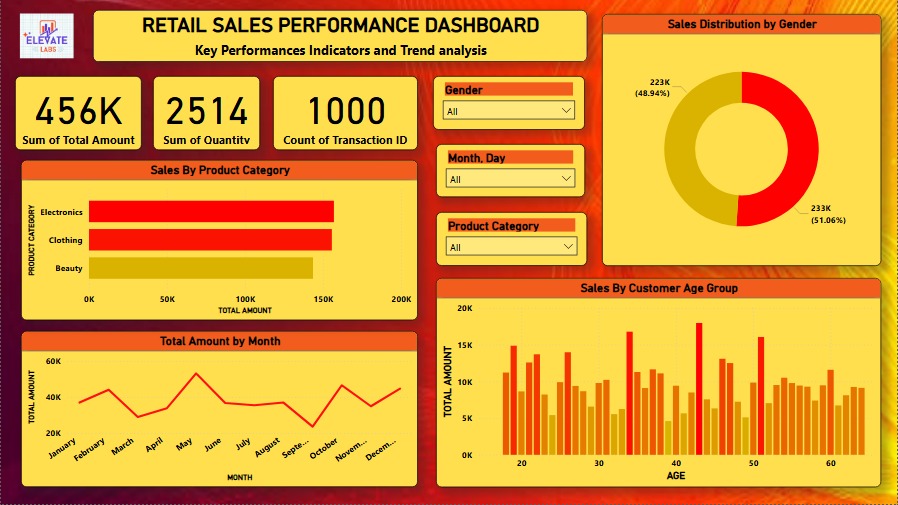 ELEVATE
LABS
RETAIL SALES PERFORMANCE DASHBOARD
Key Performances Indicators and Trend analysis
456K
Sum of Total Amount
2514
Sum of Quantity
1000
Count of Transaction ID
Gender
All
Month, Day
All
Product Category
All
Sales Distribution by Gender
223K
(48.94%)
233K
(51.06%)
Sales By Product Category
PRODUCT CATEGORY
Electronics
Clothing
Beauty
0K 50K 100K 150K 200K
TOTAL AMOUNT
Total Amount by Month
TOTAL AMOUNT
60K
40K
20K
January February March April May June July August Septe... October Novem... Decem...
MONTH
Sales By Customer Age Group
TOTAL AMOUNT
20K
15K
10K
5K
0K
20 30 40 50 60
AGE